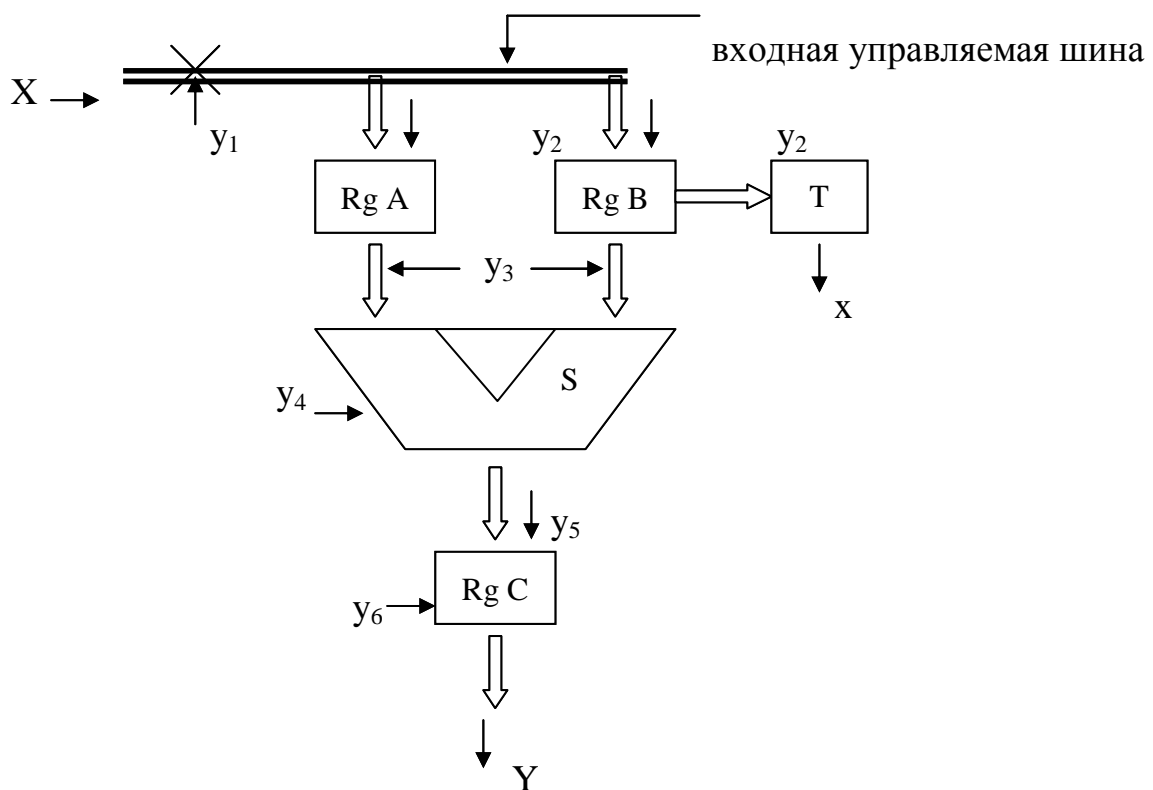 входная управляемая шина
X
y₁
y₂
y₂
Rg A
Rg B
T
y₃
x
S
y₄
y₅
Rg C
y₆
Y